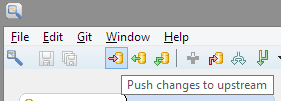 File Edit Git Window Help
Push changes to upstream